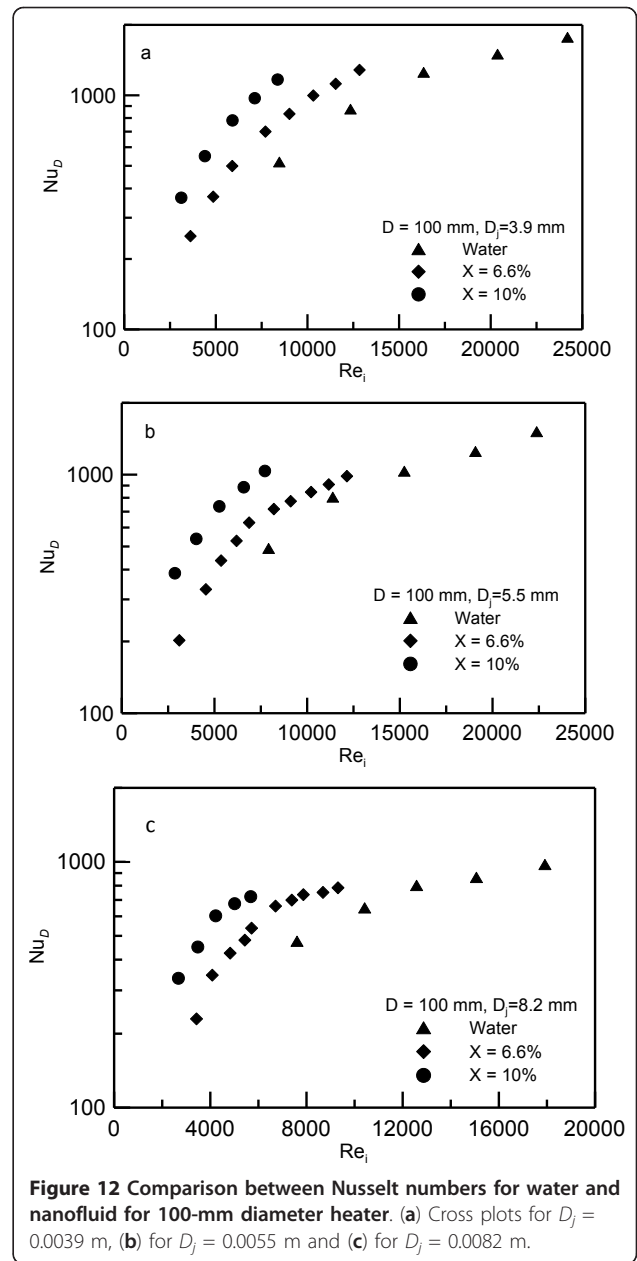 a
1000
100
Nu_D
0 5000 10000 15000 20000 25000
Re_i
D = 100 mm, D_j=3.9 mm
Water
X = 6.6%
X = 10%
b
1000
100
Nu_D
0 5000 10000 15000 20000 25000
Re_i
D = 100 mm, D_j=5.5 mm
Water
X = 6.6%
X = 10%
c
1000
100
Nu_D
0 4000 8000 12000 16000 20000
Re_i
D = 100 mm, D_j=8.2 mm
Water
X = 6.6%
X = 10%
Figure 12 Comparison between Nusselt numbers for water and
nanofluid for 100-mm diameter heater. (a) Cross plots for D_j =
0.0039 m, (b) for D_j = 0.0055 m and (c) for D_j = 0.0082 m.